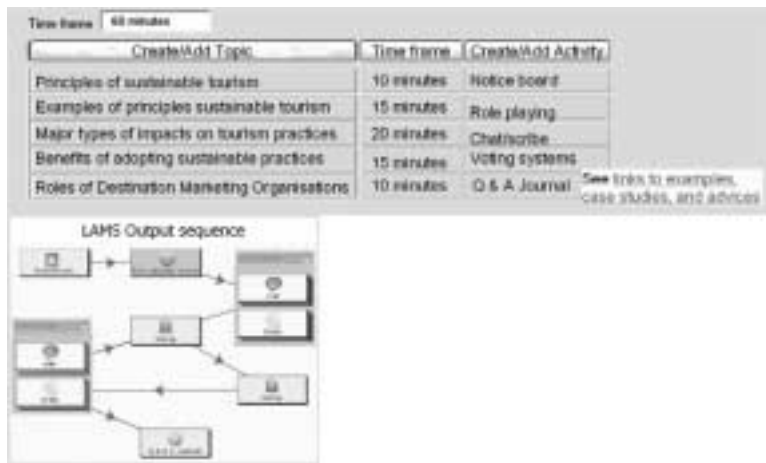 Time frame 60 minutes
Create/Add Topic Time frame Create/Add Activity
Principles of sustainable tourism 10 minutes Notice board
Examples of principles sustainable tourism 15 minutes Role playing
Major types of impacts on tourism practices 20 minutes Chat/scribe
Benefits of adopting sustainable practices 15 minutes Voting systems
Roles of Destination Marketing Organisations 10 minutes Q & A Journal
See links to examples,
case studies, and advices
LAMS Output sequence